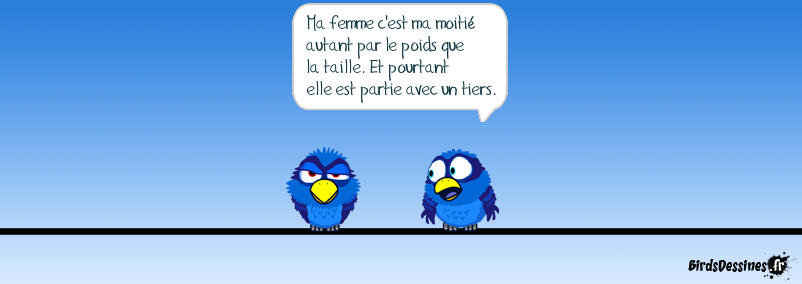 Ma femme c'est ma moitié
autant par le poids que
la taille. Et pourtant
elle est partie avec un tiers.
BirdsDessines.fr